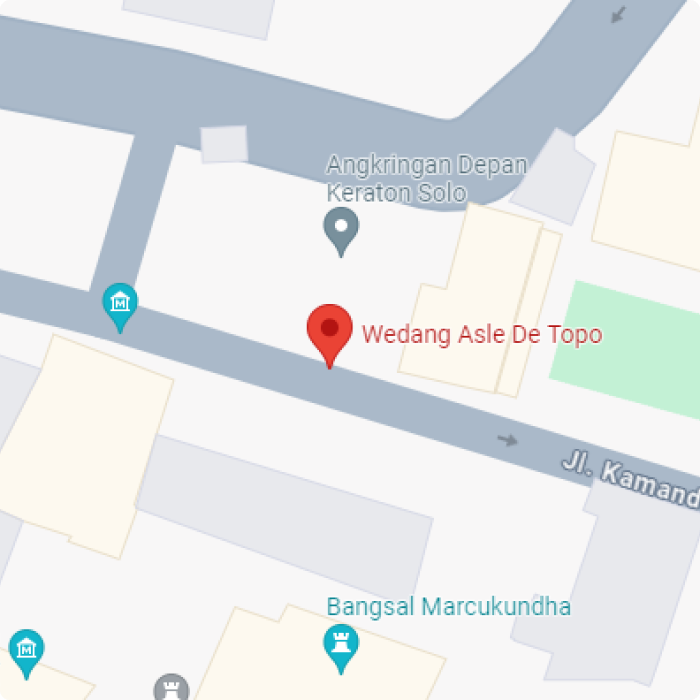 Angkringan Depan
Keraton Solo
Wedang Asle De Topo
Jl. Kamand
Bangsal Marcukundha